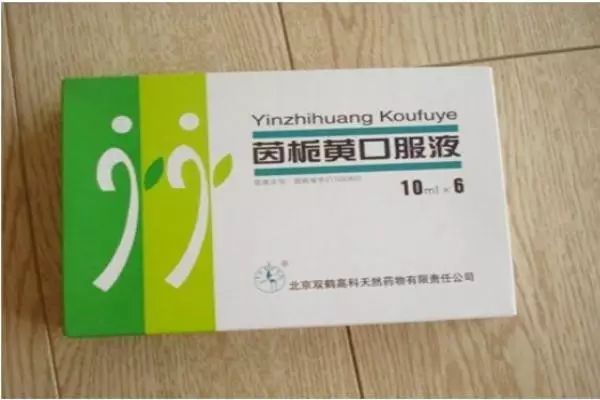 Yinzhihuang Koufuye
茵栀黄口服液
10ml×6
北京双鹤高科天然药物有限责任公司